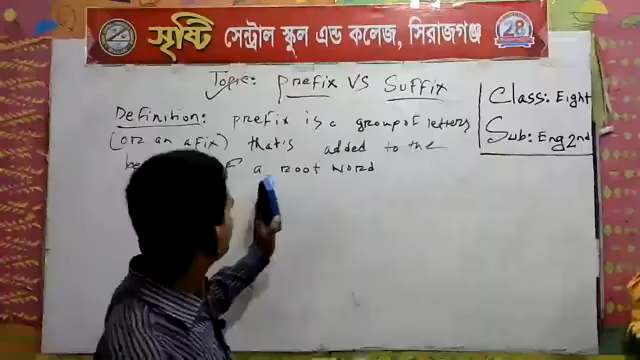 সৃষ্টি সেন্ট্রাল স্কুল এন্ড কলেজ, সিরাজগঞ্জ
28
Topic: prefix VS Suffix
Class: Eight
Sub: Eng 2nd
Definition: prefix is a group of letters
(or an afix) that's added to the
a root word